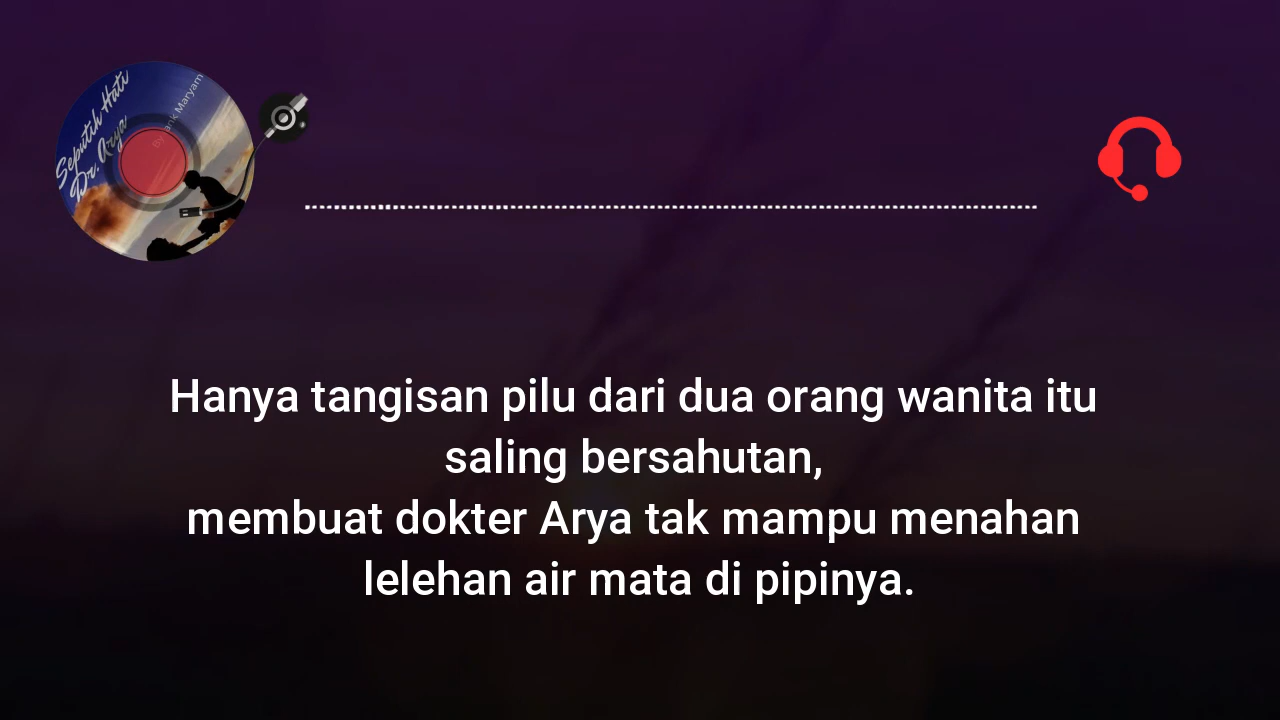 Seputih Hati
Dr. Arya
Maryam
Hanya tangisan pilu dari dua orang wanita itu
saling bersahutan,
membuat dokter Arya tak mampu menahan
lelehan air mata di pipinya.